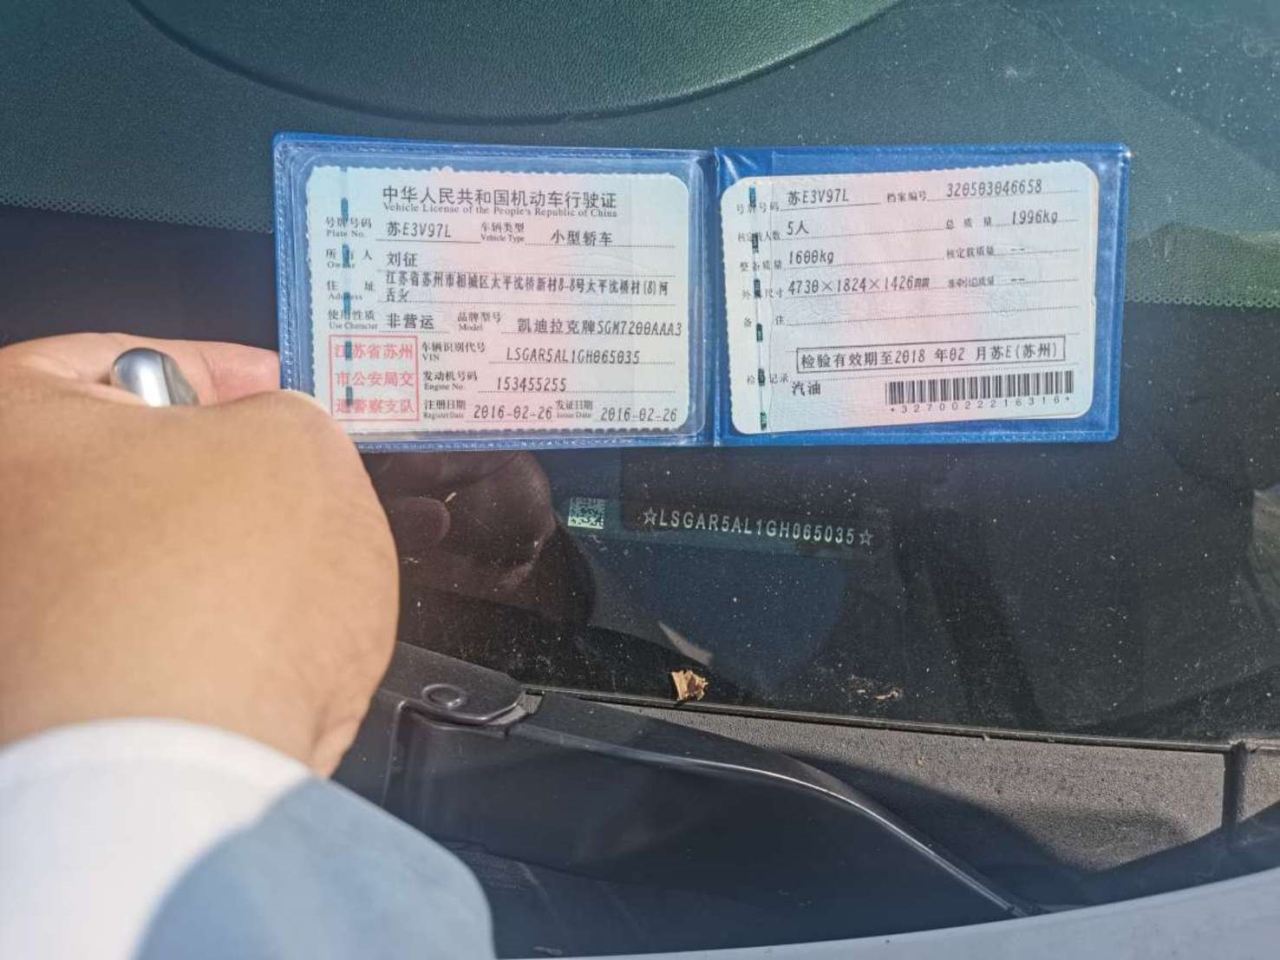 中华人民共和国机动车行驶证
Vehicle License of the People's Republic of China
号牌号码 苏E3V97L 车辆类型 小型轿车
Plate No. Vehicle Type
所有人 刘征
Owner
住址 江苏省苏州市相城区太平沈桥新村8-8号太平沈桥村(8)河
Address 舌头
使用性质 非营运 品牌型号 凯迪拉克牌SGM7200AAA3
Use Character Model
江苏省苏州
市公安局交
通警察支队
车辆识别代号 LSGAR5AL1GH065035
VIN
发动机号码 153455255
Engine No.
注册日期 2016-02-26 发证日期 2016-02-26
Register Date Issue Date
号牌号码 苏E3V97L 档案编号 320503046658
核定载人数 5人 总质量 1996kg
整备质量 1600kg 核定载质量 --
外廓尺寸 4730×1824×1426mm 准牵引总质量 --
备注
检验有效期至2018 年02 月苏E(苏州)
检验记录
汽油
*3270022216316*
☆LSGAR5AL1GH065035☆